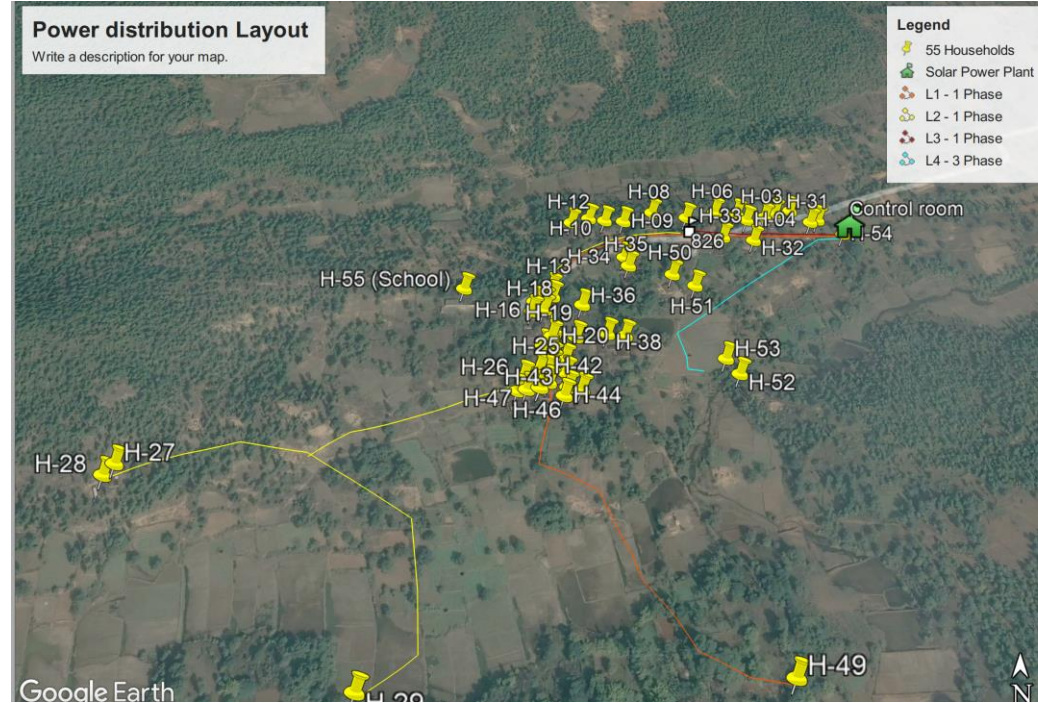 Power distribution Layout
Write a description for your map.
Legend
55 Households
Solar Power Plant
L1 - 1 Phase
L2 - 1 Phase
L3 - 1 Phase
L4 - 3 Phase
H-08
H-06
H-03
H-31
H-12
H-10
H-09
H-33
H-04
Control room
H-54
826
H-32
H-35
H-34
H-50
H-13
H-55 (School)
H-18
H-36
H-51
H-16
H-19
H-20
H-38
H-25
H-53
H-26
H-42
H-43
H-52
H-47
H-44
H-46
H-27
H-28
H-49
H-29
Google Earth
N